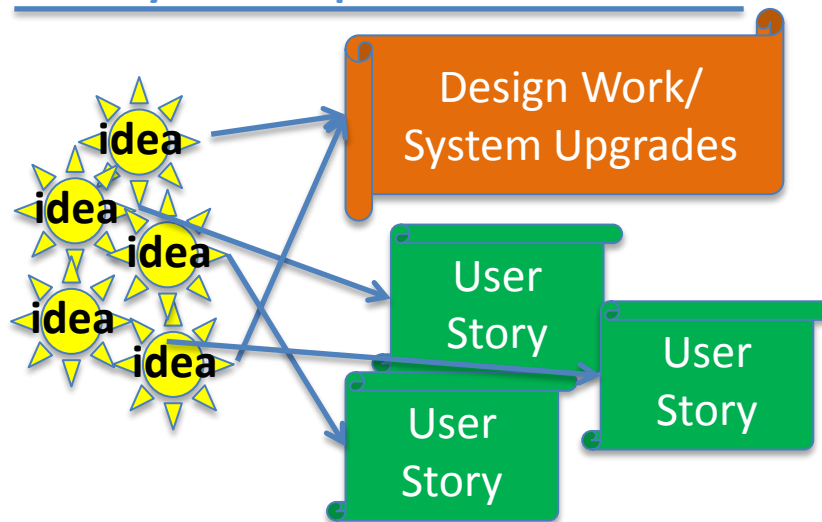 idea
idea
idea
idea
idea
Design Work/
System Upgrades
User
Story
User
Story
User
Story